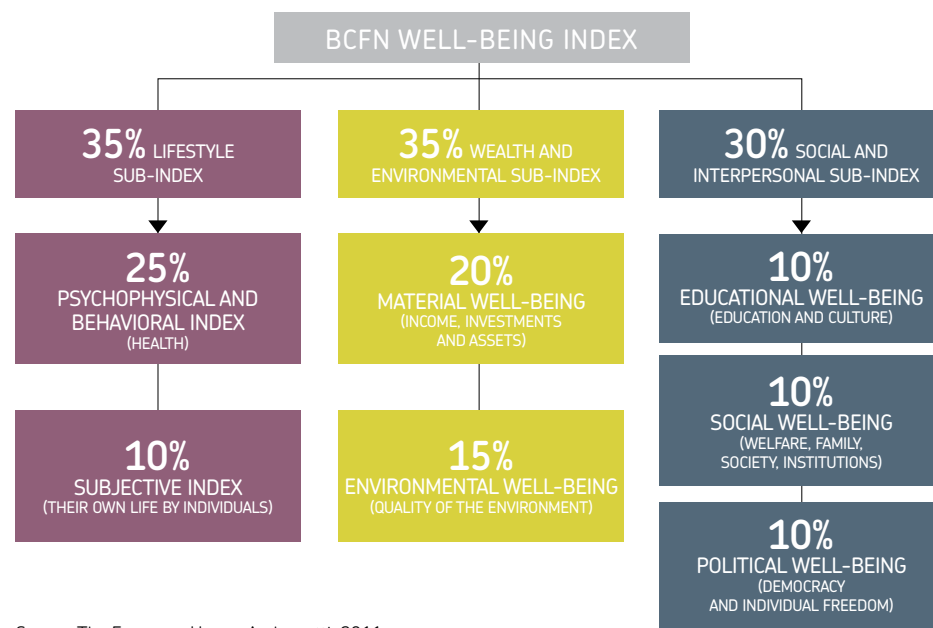 BCFN WELL-BEING INDEX
35% LIFESTYLE
SUB-INDEX
35% WEALTH AND
ENVIRONMENTAL SUB-INDEX
30% SOCIAL AND
INTERPERSONAL SUB-INDEX
25%
PSYCHOPHYSICAL AND
BEHAVIORAL INDEX
(HEALTH)
20%
MATERIAL WELL-BEING
(INCOME, INVESTMENTS
AND ASSETS)
10%
EDUCATIONAL WELL-BEING
(EDUCATION AND CULTURE)
10%
SUBJECTIVE INDEX
(THEIR OWN LIFE BY INDIVIDUALS)
15%
ENVIRONMENTAL WELL-BEING
(QUALITY OF THE ENVIRONMENT)
10%
SOCIAL WELL-BEING
(WELFARE, FAMILY,
SOCIETY, INSTITUTIONS)
10%
POLITICAL WELL-BEING
(DEMOCRACY
AND INDIVIDUAL FREEDOM)